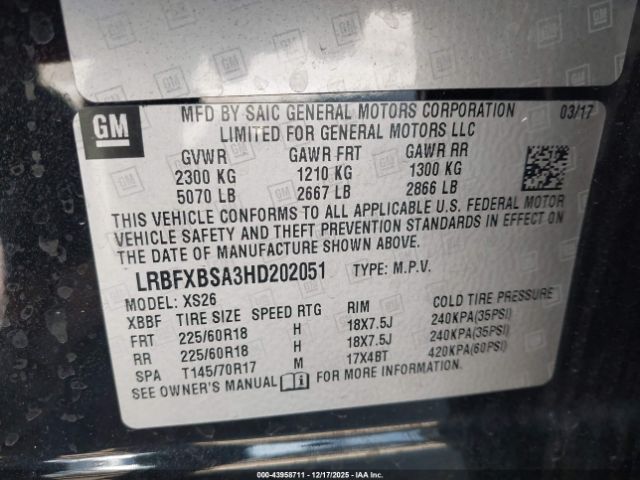 GM
MFD BY SAIC GENERAL MOTORS CORPORATION 03/17
LIMITED FOR GENERAL MOTORS LLC
GVWR GAWR FRT GAWR RR
2300 KG 1210 KG 1300 KG
5070 LB 2667 LB 2866 LB
THIS VEHICLE CONFORMS TO ALL APPLICABLE U.S. FEDERAL MOTOR
VEHICLE SAFETY AND THEFT PREVENTION STANDARDS IN EFFECT ON
THE DATE OF MANUFACTURE SHOWN ABOVE.
LRBFXBSA3HD202051 TYPE: M.P.V.
MODEL: XS26
XBBF TIRE SIZE SPEED RTG RIM COLD TIRE PRESSURE
FRT 225/60R18 H 18X7.5J 240KPA(35PSI)
RR 225/60R18 H 18X7.5J 240KPA(35PSI)
SPA T145/70R17 M 17X4BT 420KPA(60PSI)
SEE OWNER'S MANUAL FOR MORE INFORMATION.
000-43958711 - 12/17/2025 - IAAI.com